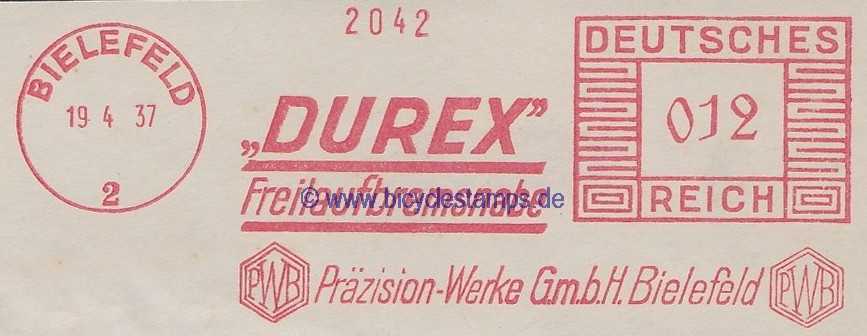 2042
BIELEFELD
19 4 37
2
„DUREX”
Freilaufbremsnabe
© www.bicyclestamps.de
DEUTSCHES
012
REICH
PWB Präzision-Werke G.m.b.H. Bielefeld PWB